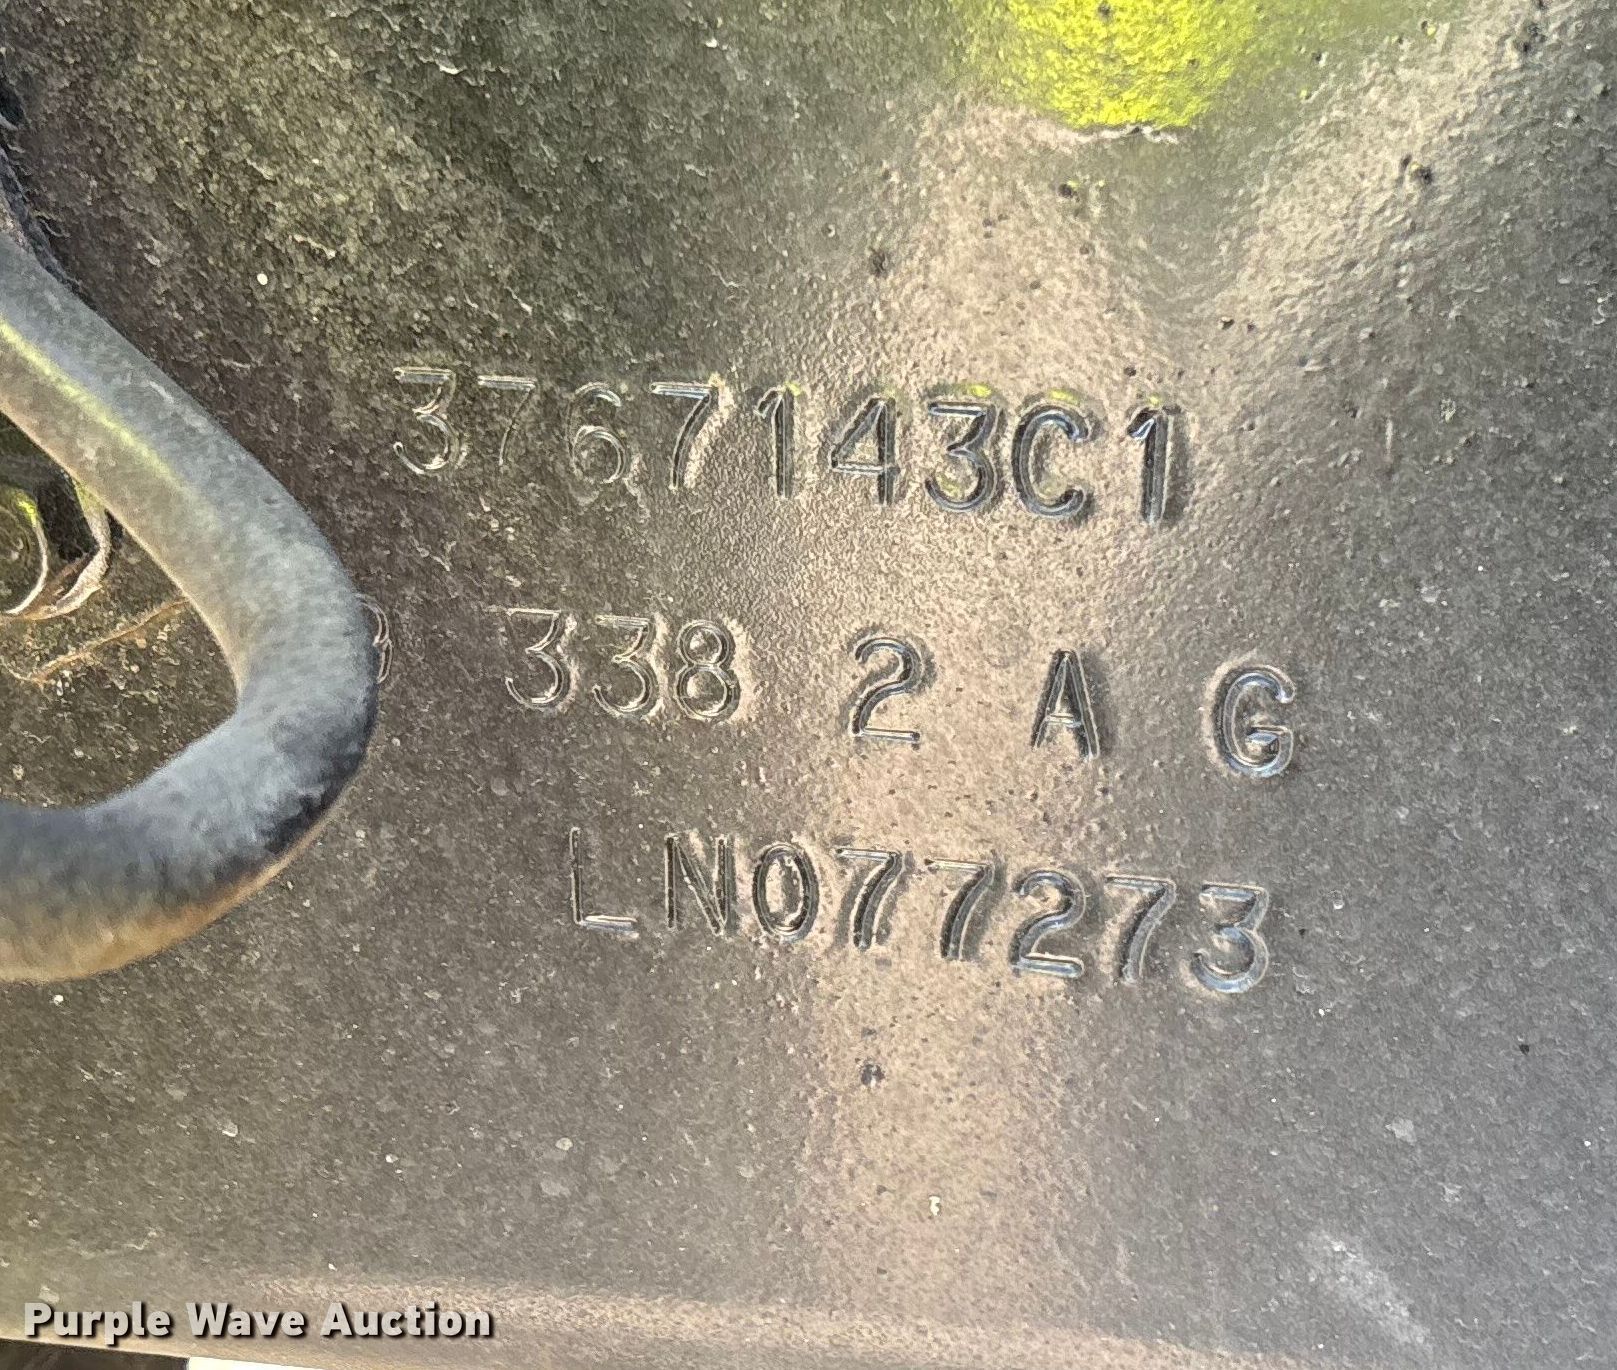 3767143C1
338 2 A G
LN077273
Purple Wave Auction